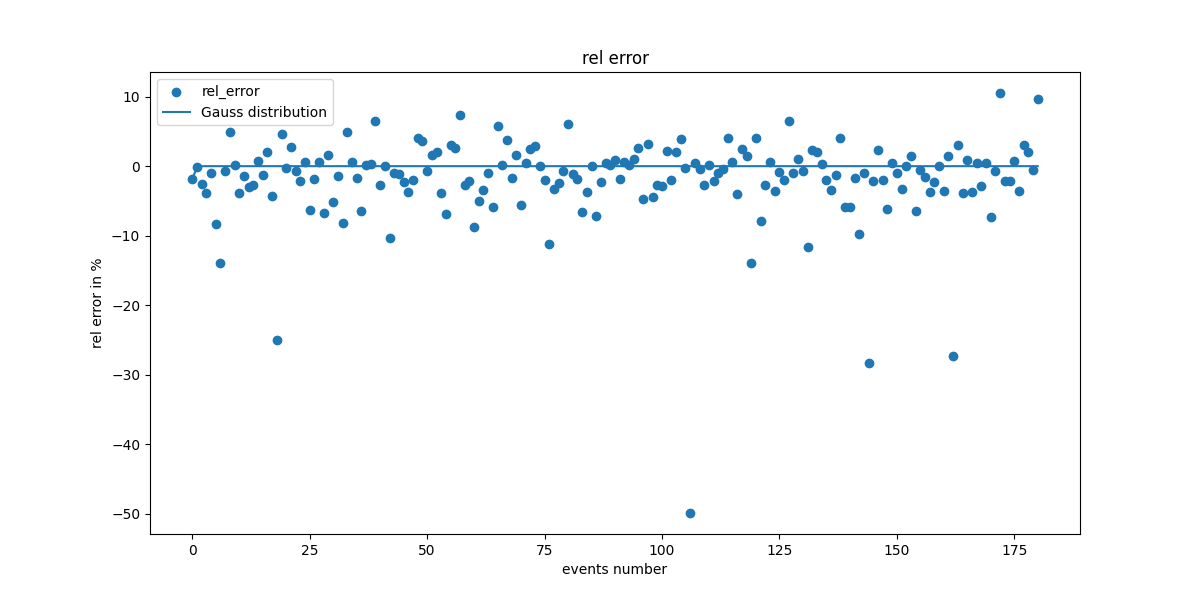 rel error
rel_error
Gauss distribution
rel error in %
10
0
−10
−20
−30
−40
−50
0 25 50 75 100 125 150 175
events number